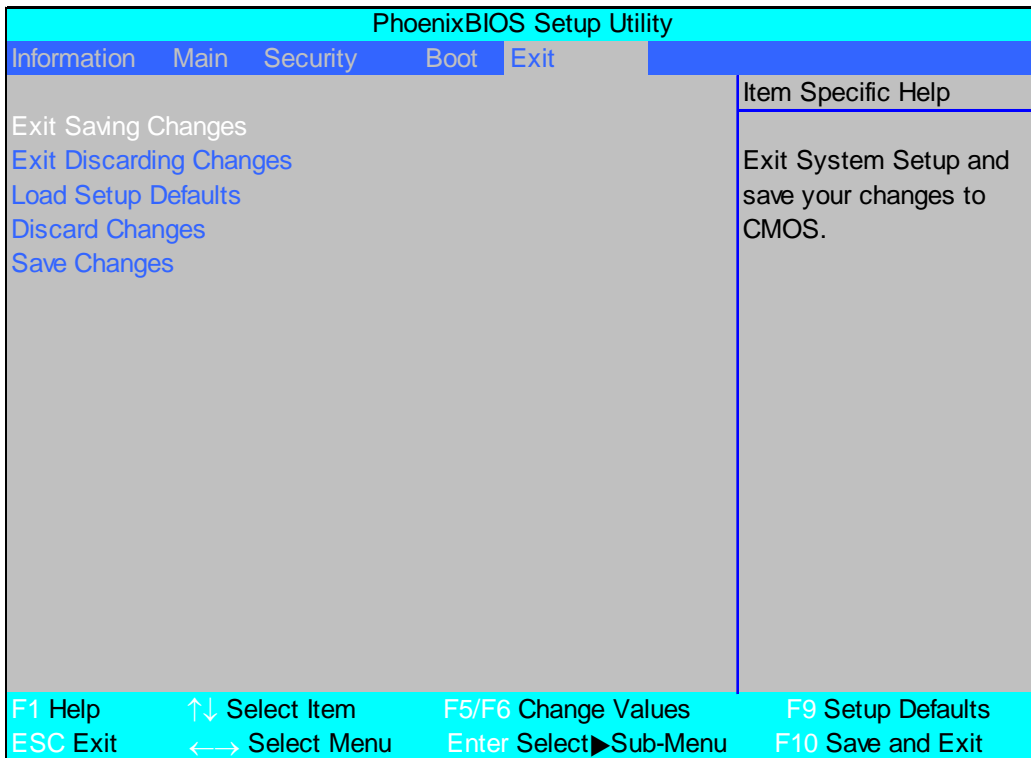 PhoenixBIOS Setup Utility
Information Main Security Boot Exit
Item Specific Help
Exit Saving Changes
Exit Discarding Changes
Load Setup Defaults
Discard Changes
Save Changes
Exit System Setup and
save your changes to
CMOS.
F1 Help ↑↓ Select Item F5/F6 Change Values F9 Setup Defaults
ESC Exit ←→ Select Menu Enter Select▶Sub-Menu F10 Save and Exit